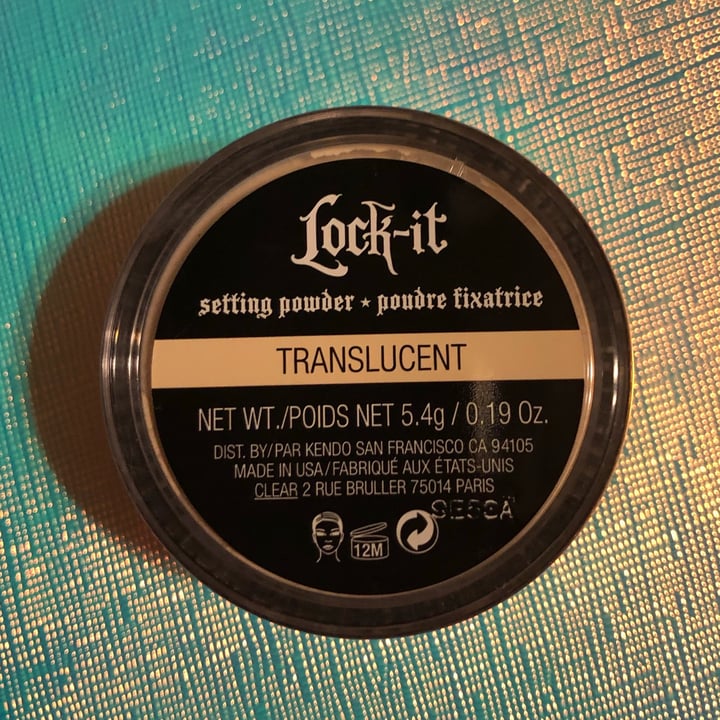 Lock-it
setting powder ★ poudre fixatrice
TRANSLUCENT
NET WT./POIDS NET 5.4g / 0.19 Oz.
DIST. BY/PAR KENDO SAN FRANCISCO CA 94105
MADE IN USA/FABRIQUÉ AUX ÉTATS-UNIS
CLEAR 2 RUE BRULLER 75014 PARIS
12M